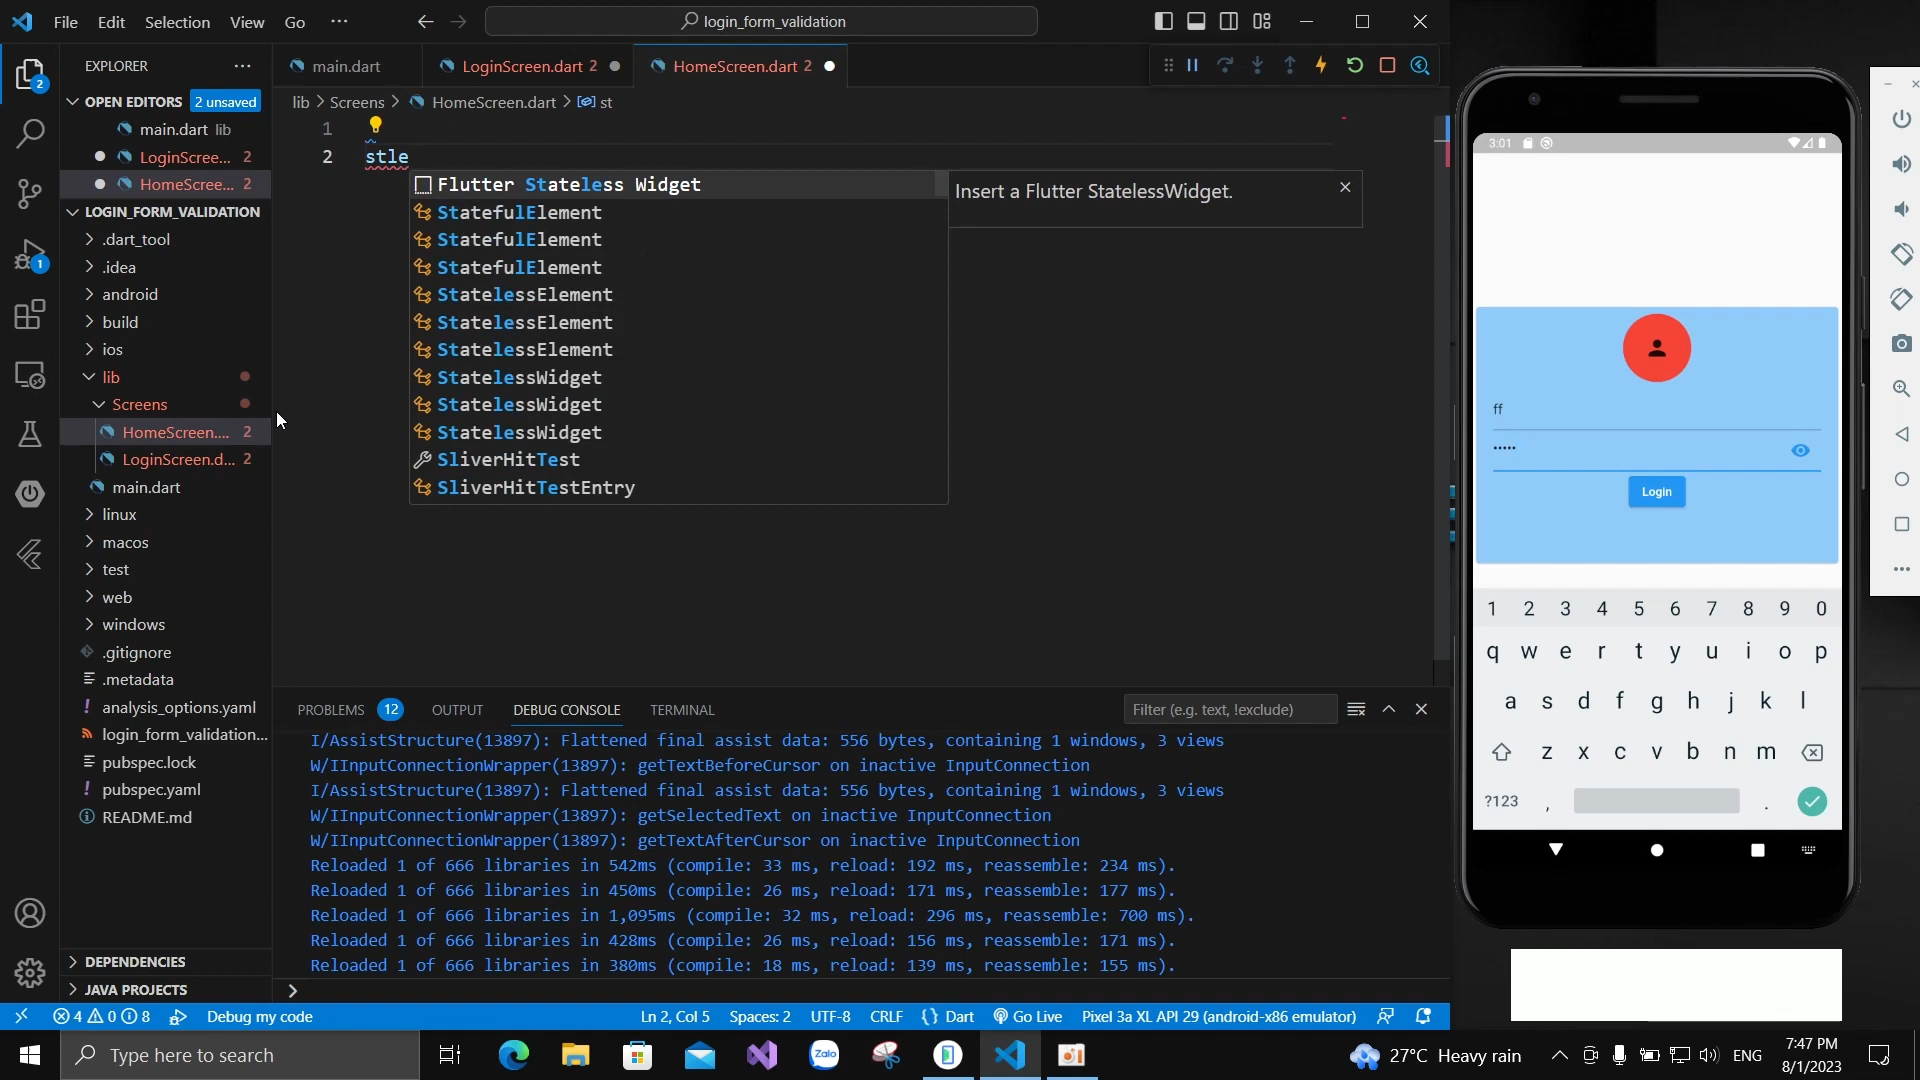 File Edit Selection View Go ···
login_form_validation
EXPLORER
OPEN EDITORS 2 unsaved
main.dart lib
LoginScree... 2
HomeScree... 2
LOGIN_FORM_VALIDATION
.dart_tool
.idea
android
build
ios
lib
Screens
HomeScreen.... 2
LoginScreen.d... 2
main.dart
linux
macos
test
web
windows
.gitignore
.metadata
analysis_options.yaml
login_form_validation...
pubspec.lock
pubspec.yaml
README.md
DEPENDENCIES
JAVA PROJECTS
2
1
main.dart
LoginScreen.dart 2
HomeScreen.dart 2
lib > Screens > HomeScreen.dart > st
1
2 stle
Flutter Stateless Widget
StatefulElement
StatefulElement
StatefulElement
StatelessElement
StatelessElement
StatelessElement
StatelessWidget
StatelessWidget
StatelessWidget
SliverHitTest
SliverHitTestEntry
Insert a Flutter StatelessWidget.
PROBLEMS 12 OUTPUT DEBUG CONSOLE TERMINAL
Filter (e.g. text, !exclude)
I/AssistStructure(13897): Flattened final assist data: 556 bytes, containing 1 windows, 3 views
W/IInputConnectionWrapper(13897): getTextBeforeCursor on inactive InputConnection
I/AssistStructure(13897): Flattened final assist data: 556 bytes, containing 1 windows, 3 views
W/IInputConnectionWrapper(13897): getSelectedText on inactive InputConnection
W/IInputConnectionWrapper(13897): getTextAfterCursor on inactive InputConnection
Reloaded 1 of 666 libraries in 542ms (compile: 33 ms, reload: 192 ms, reassemble: 234 ms).
Reloaded 1 of 666 libraries in 450ms (compile: 26 ms, reload: 171 ms, reassemble: 177 ms).
Reloaded 1 of 666 libraries in 1,095ms (compile: 32 ms, reload: 296 ms, reassemble: 700 ms).
Reloaded 1 of 666 libraries in 428ms (compile: 26 ms, reload: 156 ms, reassemble: 171 ms).
Reloaded 1 of 666 libraries in 380ms (compile: 18 ms, reload: 139 ms, reassemble: 155 ms).
4 0 8 Debug my code
Ln 2, Col 5 Spaces: 2 UTF-8 CRLF {} Dart Go Live Pixel 3a XL API 29 (android-x86 emulator)
3:01
ff
•••••
Login
1 2 3 4 5 6 7 8 9 0
q w e r t y u i o p
a s d f g h j k l
z x c v b n m
?123 , .
Type here to search
Zalo
27°C Heavy rain
ENG
7:47 PM
8/1/2023